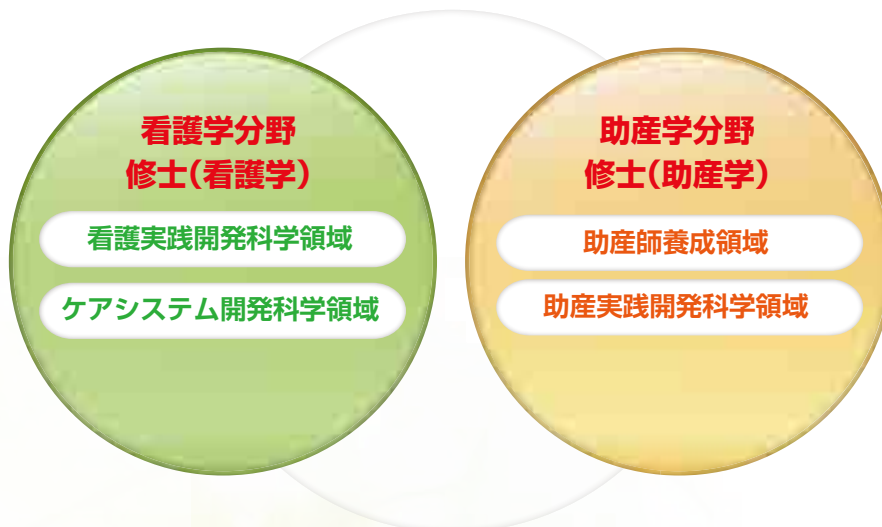 看護学分野
修士(看護学)
看護実践開発科学領域
ケアシステム開発科学領域
助産学分野
修士(助産学)
助産師養成領域
助産実践開発科学領域